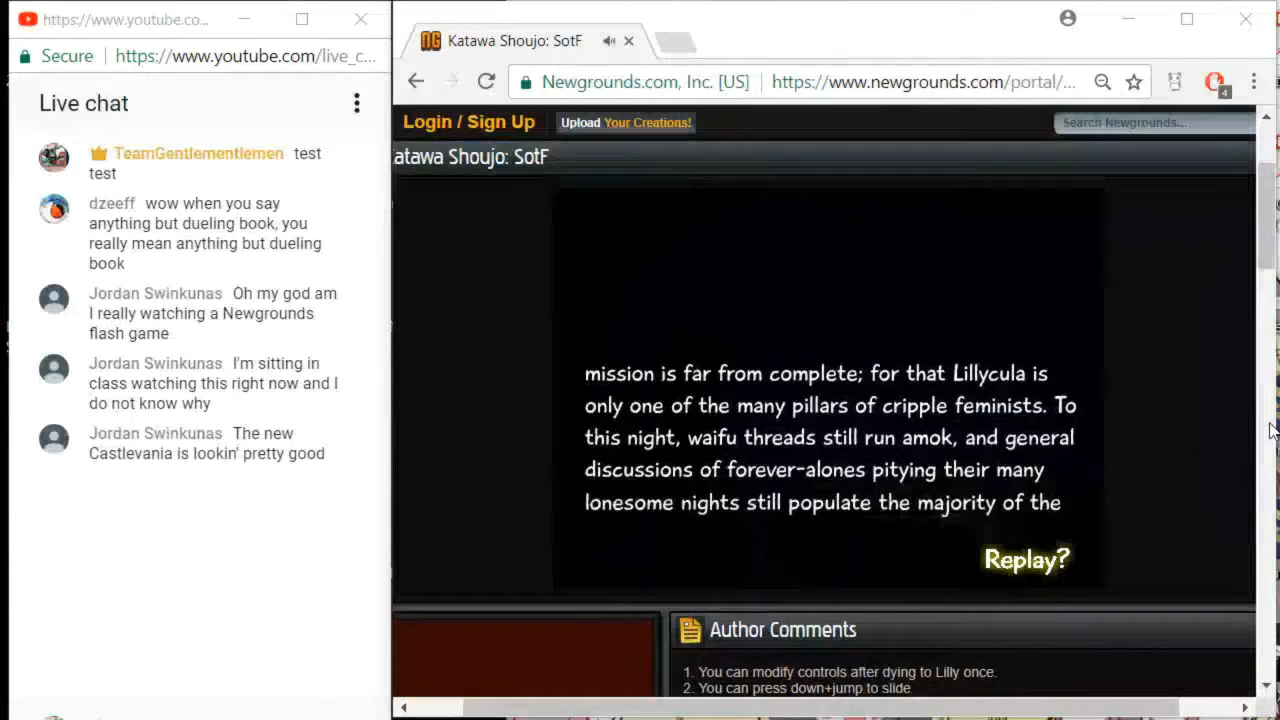 https://www.youtube.co...
Secure https://www.youtube.com/live_c...
Live chat
TeamGentlementlemen test
test
dzeeff wow when you say
anything but dueling book, you
really mean anything but dueling
book
Jordan Swinkunas Oh my god am
I really watching a Newgrounds
flash game
Jordan Swinkunas I'm sitting in
class watching this right now and I
do not know why
Jordan Swinkunas The new
Castlevania is lookin' pretty good
NG Katawa Shoujo: SotF
Newgrounds.com, Inc. [US] https://www.newgrounds.com/portal/...
4
Login / Sign Up Upload Your Creations! Search Newgrounds...
atawa Shoujo: SotF
mission is far from complete; for that Lillycula is
only one of the many pillars of cripple feminists. To
this night, waifu threads still run amok, and general
discussions of forever-alones pitying their many
lonesome nights still populate the majority of the
Replay?
Author Comments
1. You can modify controls after dying to Lilly once.
2. You can press down+jump to slide